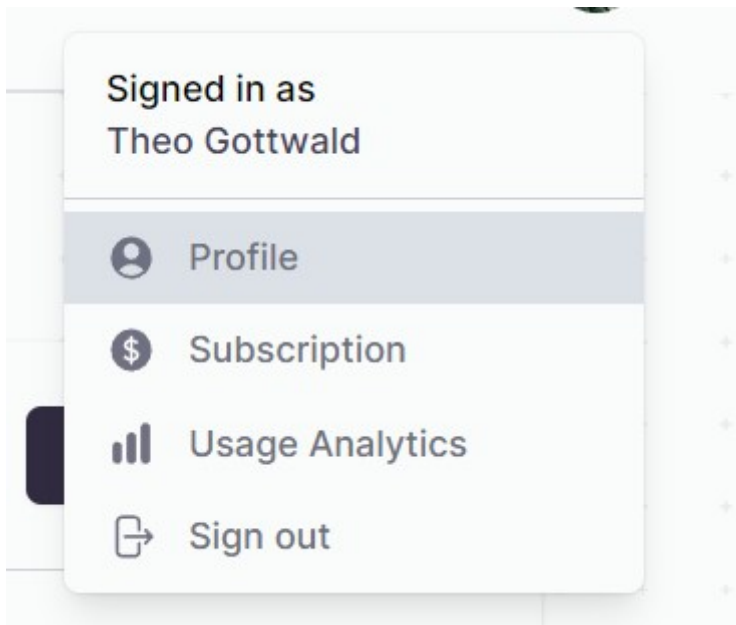 Signed in as
Theo Gottwald
Profile
Subscription
Usage Analytics
Sign out